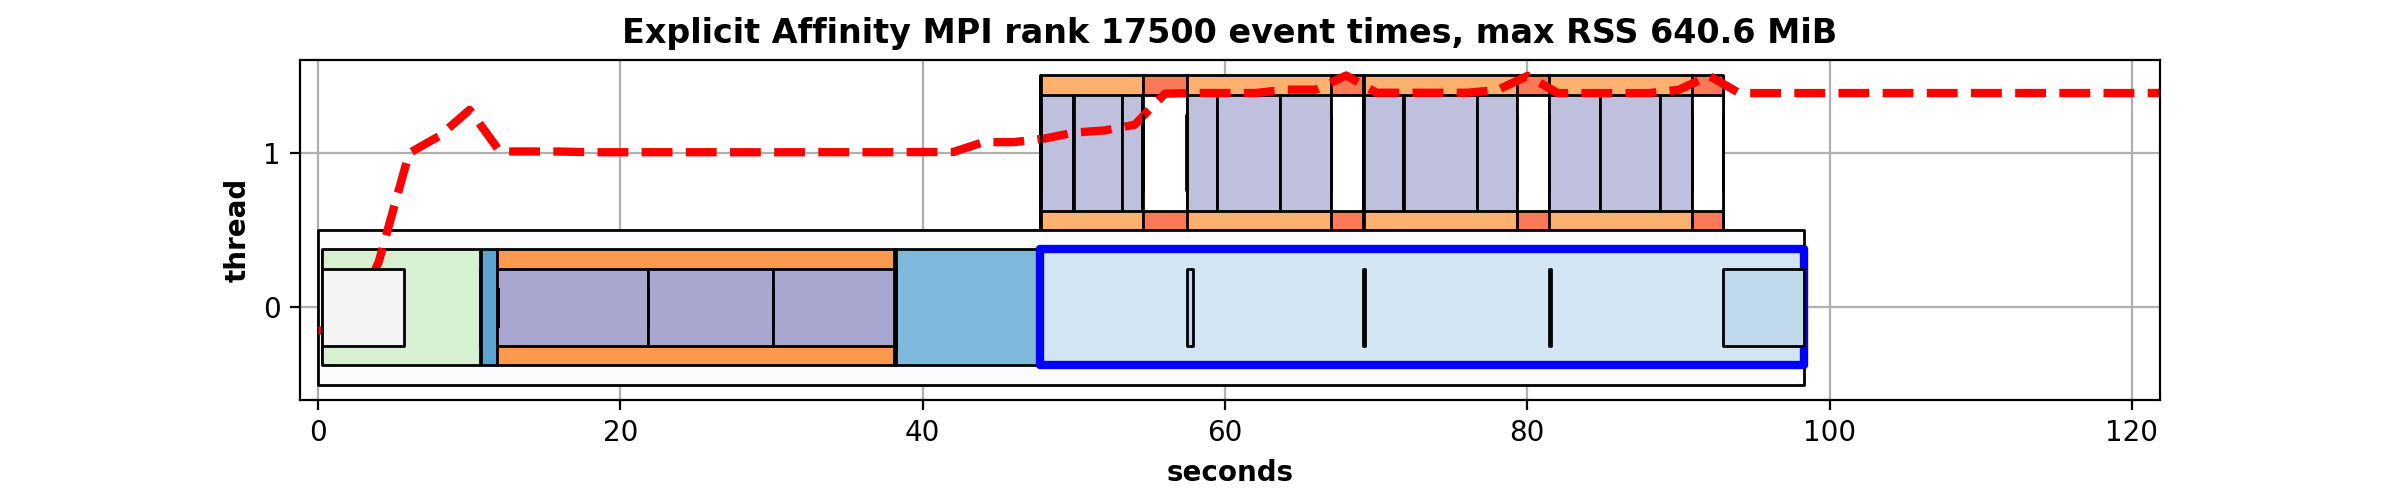 Explicit Affinity MPI rank 17500 event times, max RSS 640.6 MiB
thread
1
0
0 20 40 60 80 100 120
seconds